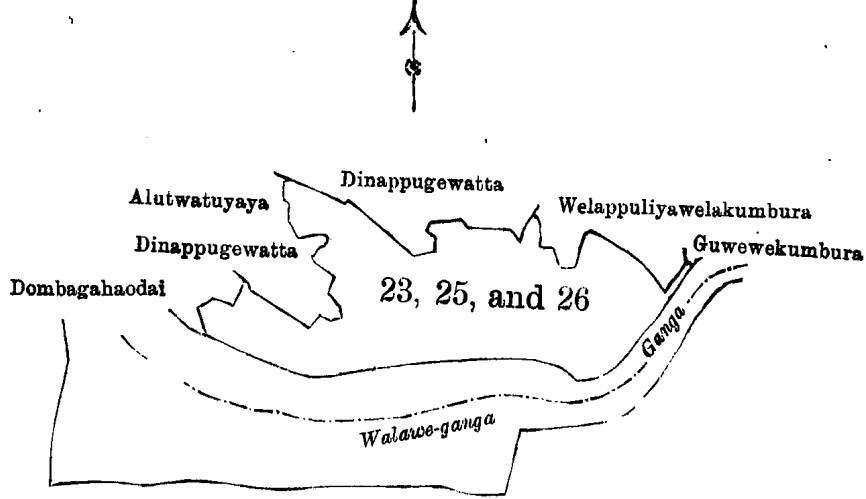 Dinappugewatta
Alutwatuyaya
Welappuliyawelakumbura
Dinappugewatta
Guwewekumbura
Dombagahaodai
23, 25, and 26
Ganga
Walawe-ganga